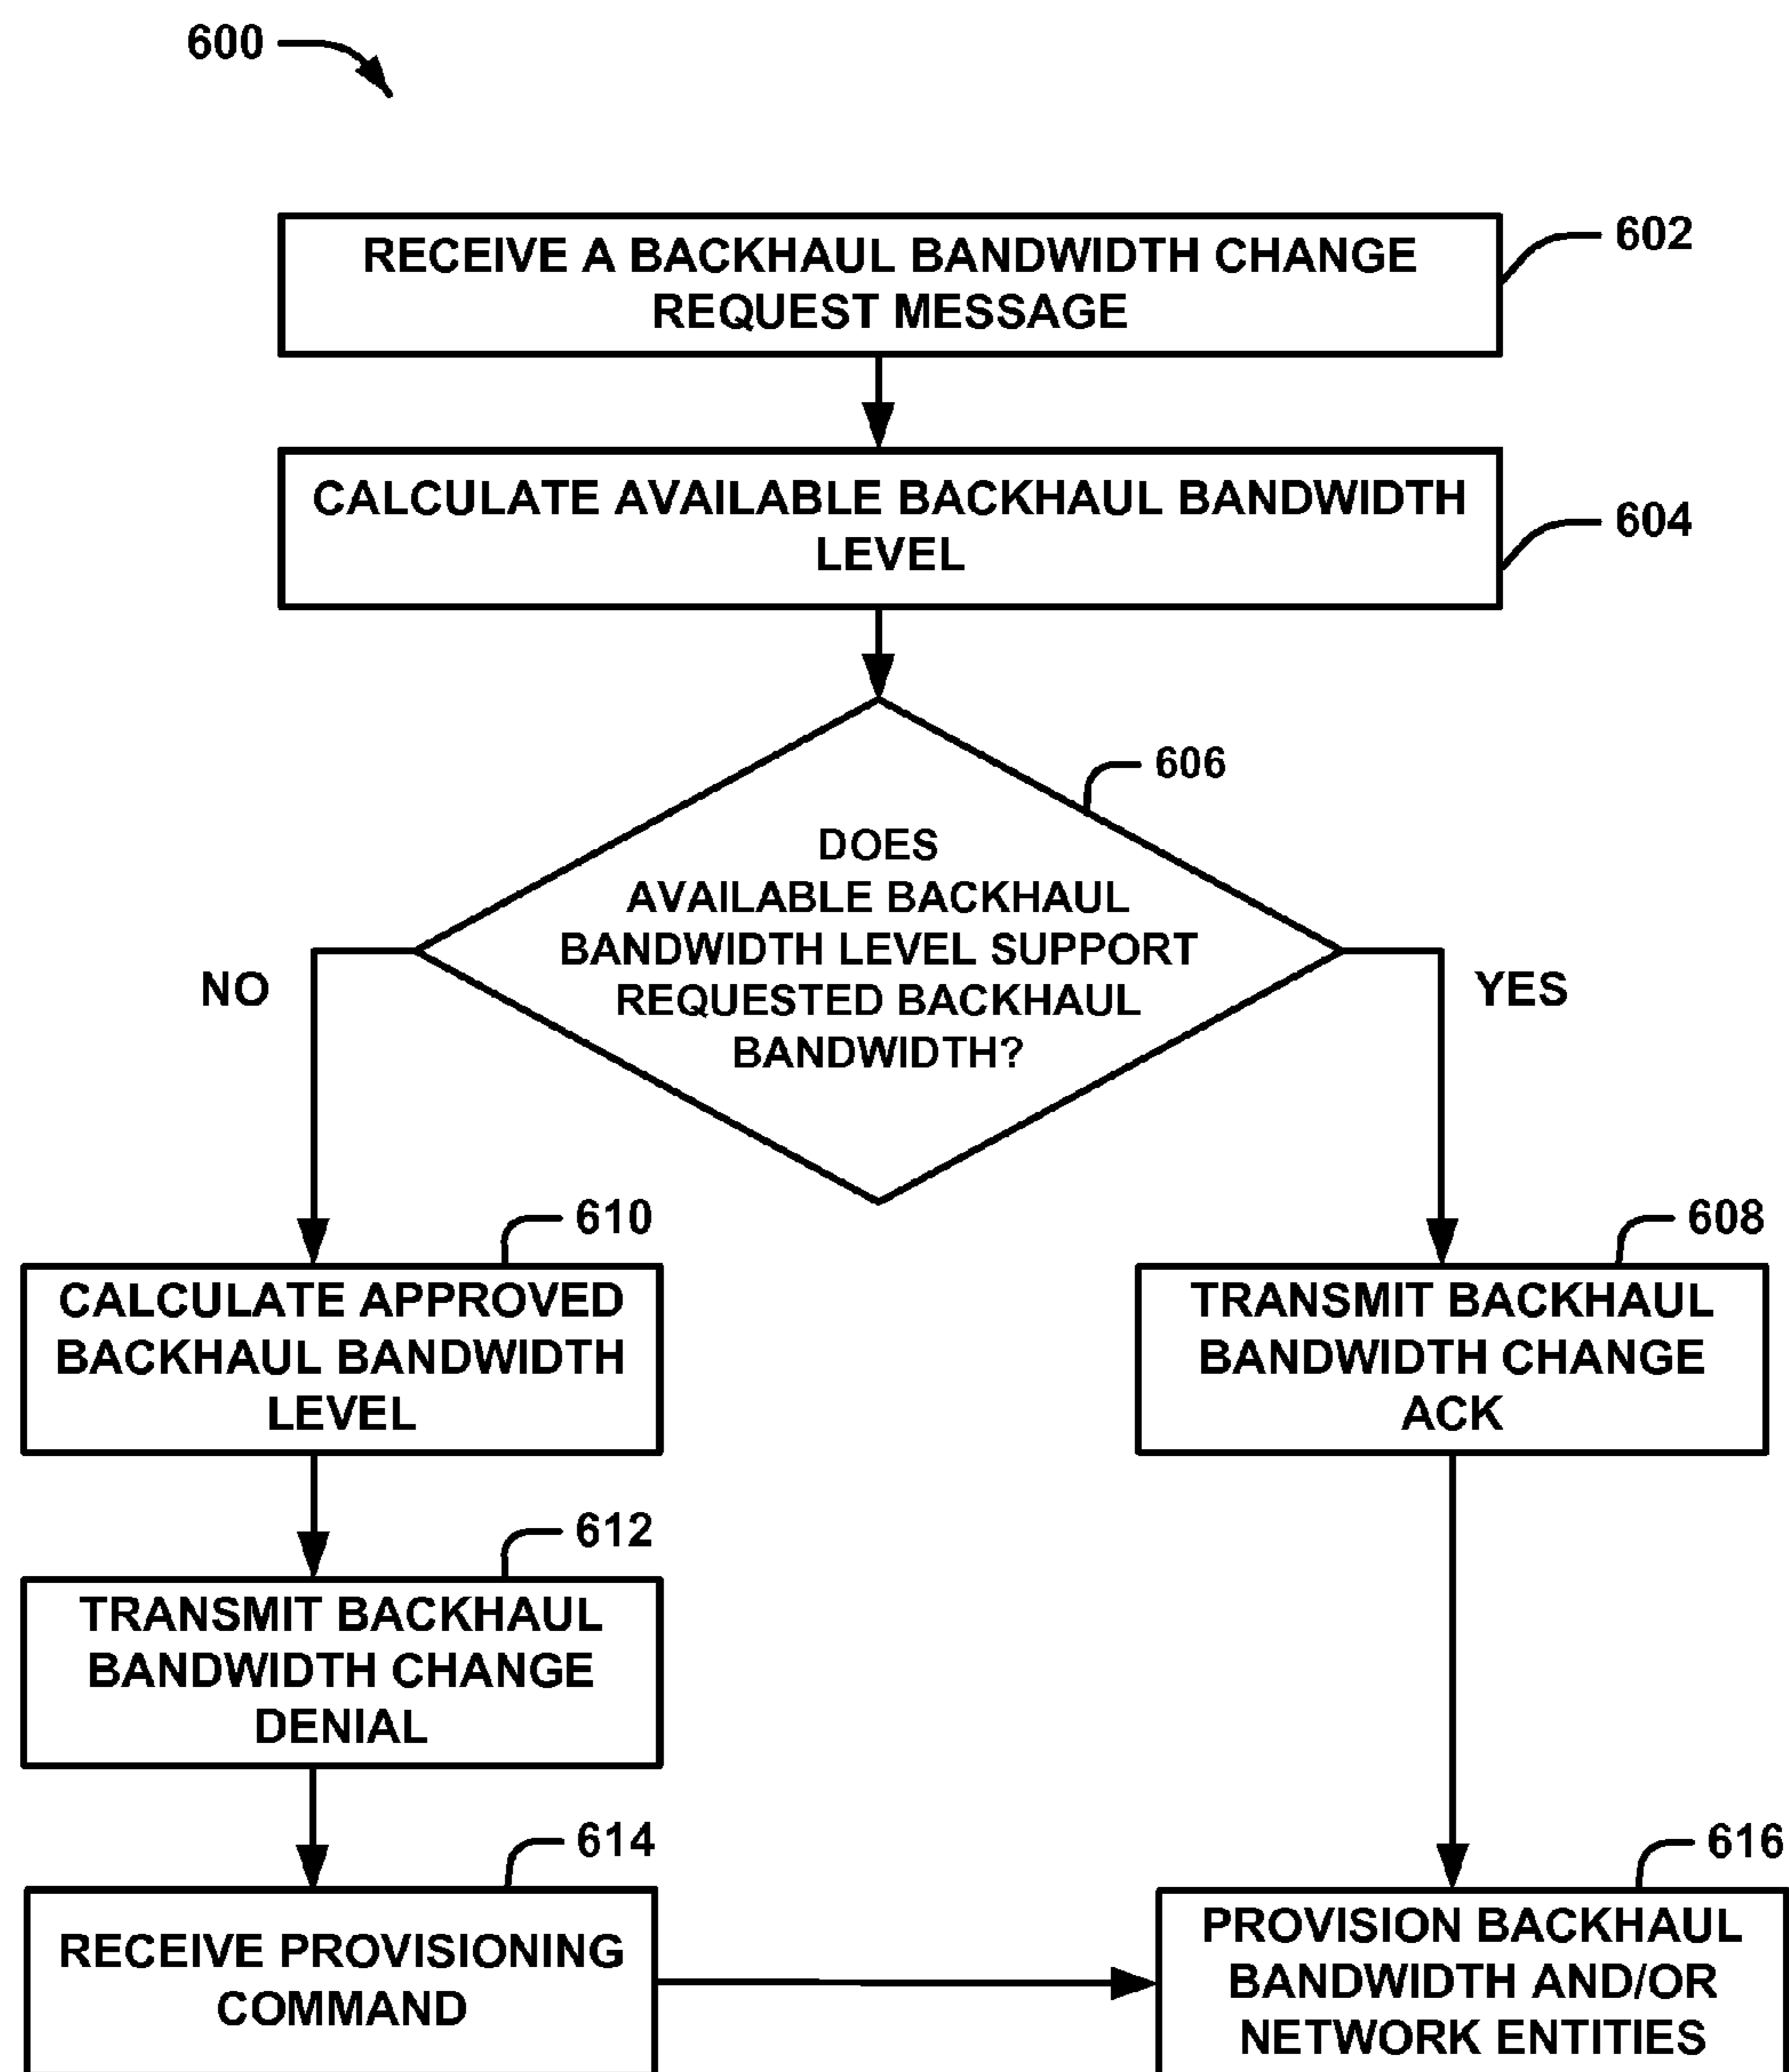 600
RECEIVE A BACKHAUL BANDWIDTH CHANGE
REQUEST MESSAGE
602
CALCULATE AVAILABLE BACKHAUL BANDWIDTH
LEVEL
604
606
DOES
AVAILABLE BACKHAUL
BANDWIDTH LEVEL SUPPORT
REQUESTED BACKHAUL
BANDWIDTH?
NO
YES
610
CALCULATE APPROVED
BACKHAUL BANDWIDTH
LEVEL
608
TRANSMIT BACKHAUL
BANDWIDTH CHANGE
ACK
612
TRANSMIT BACKHAUL
BANDWIDTH CHANGE
DENIAL
614
RECEIVE PROVISIONING
COMMAND
616
PROVISION BACKHAUL
BANDWIDTH AND/OR
NETWORK ENTITIES